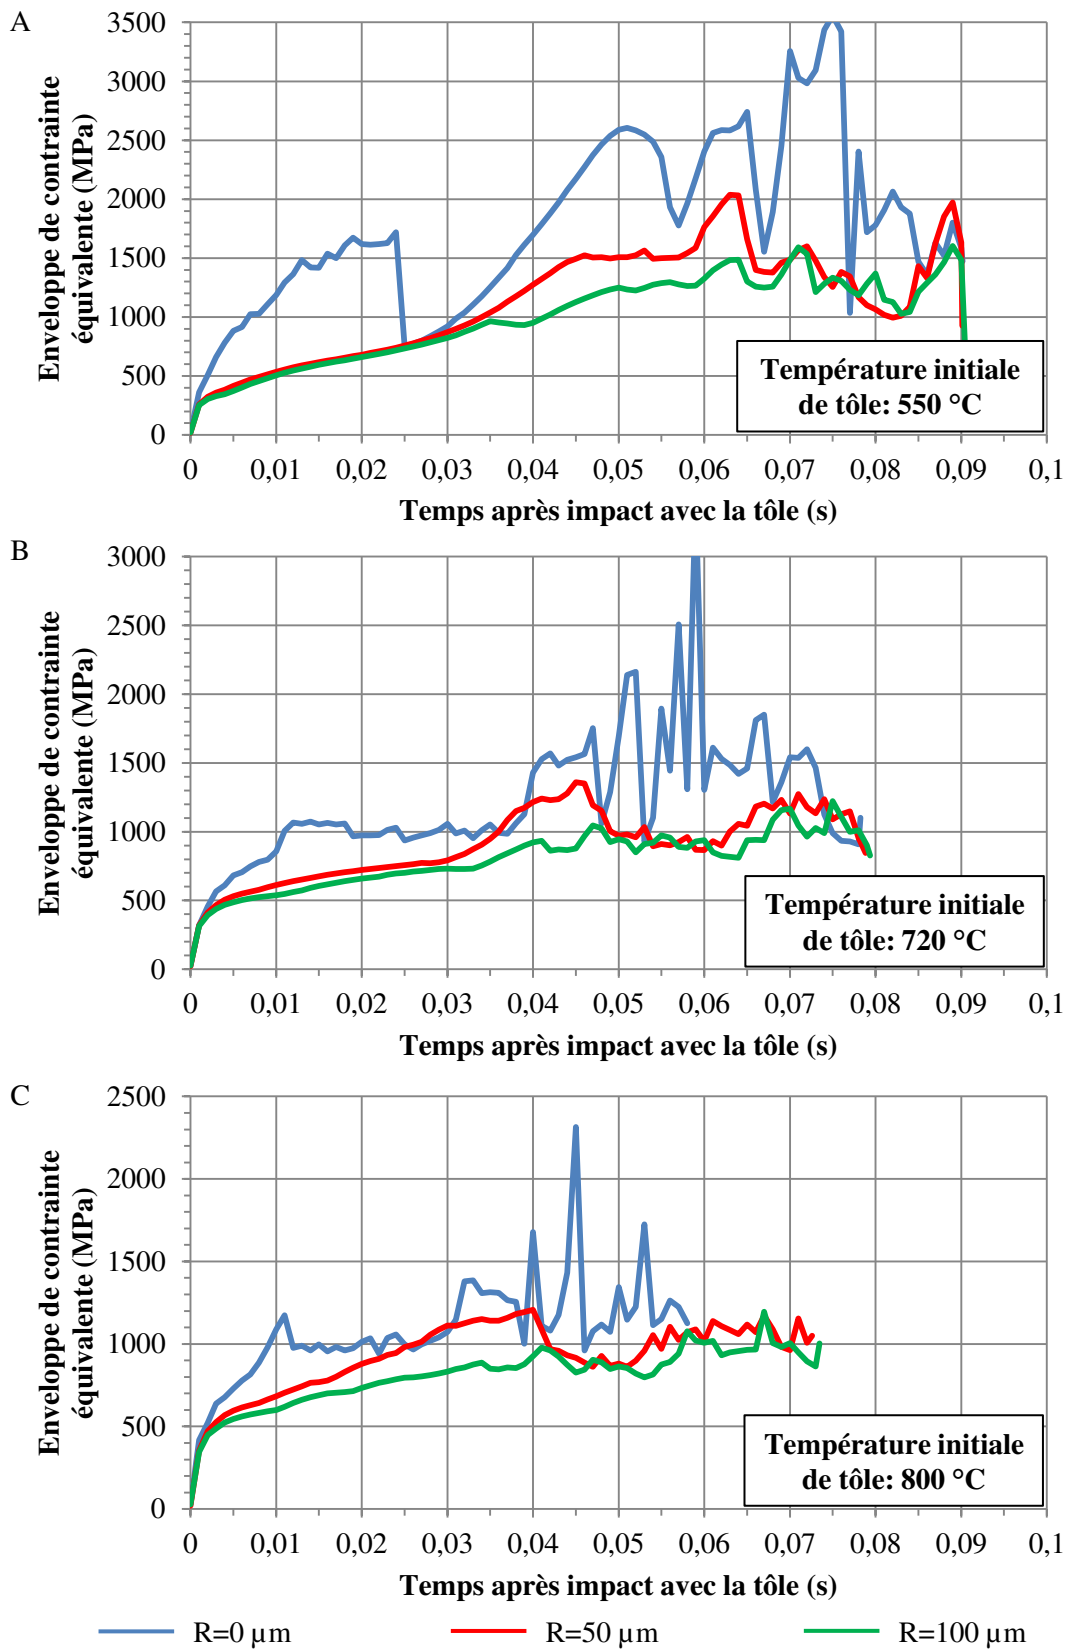 A
Enveloppe de contrainte
équivalente (MPa)
3500
3000
2500
2000
1500
1000
500
0
Température initiale
de tôle: 550 °C
0 0,01 0,02 0,03 0,04 0,05 0,06 0,07 0,08 0,09 0,1
Temps après impact avec la tôle (s)
B
Enveloppe de contrainte
équivalente (MPa)
3000
2500
2000
1500
1000
500
0
Température initiale
de tôle: 720 °C
0 0,01 0,02 0,03 0,04 0,05 0,06 0,07 0,08 0,09 0,1
Temps après impact avec la tôle (s)
C
Enveloppe de contrainte
équivalente (MPa)
2500
2000
1500
1000
500
0
Température initiale
de tôle: 800 °C
0 0,01 0,02 0,03 0,04 0,05 0,06 0,07 0,08 0,09 0,1
Temps après impact avec la tôle (s)
R=0 µm R=50 µm R=100 µm